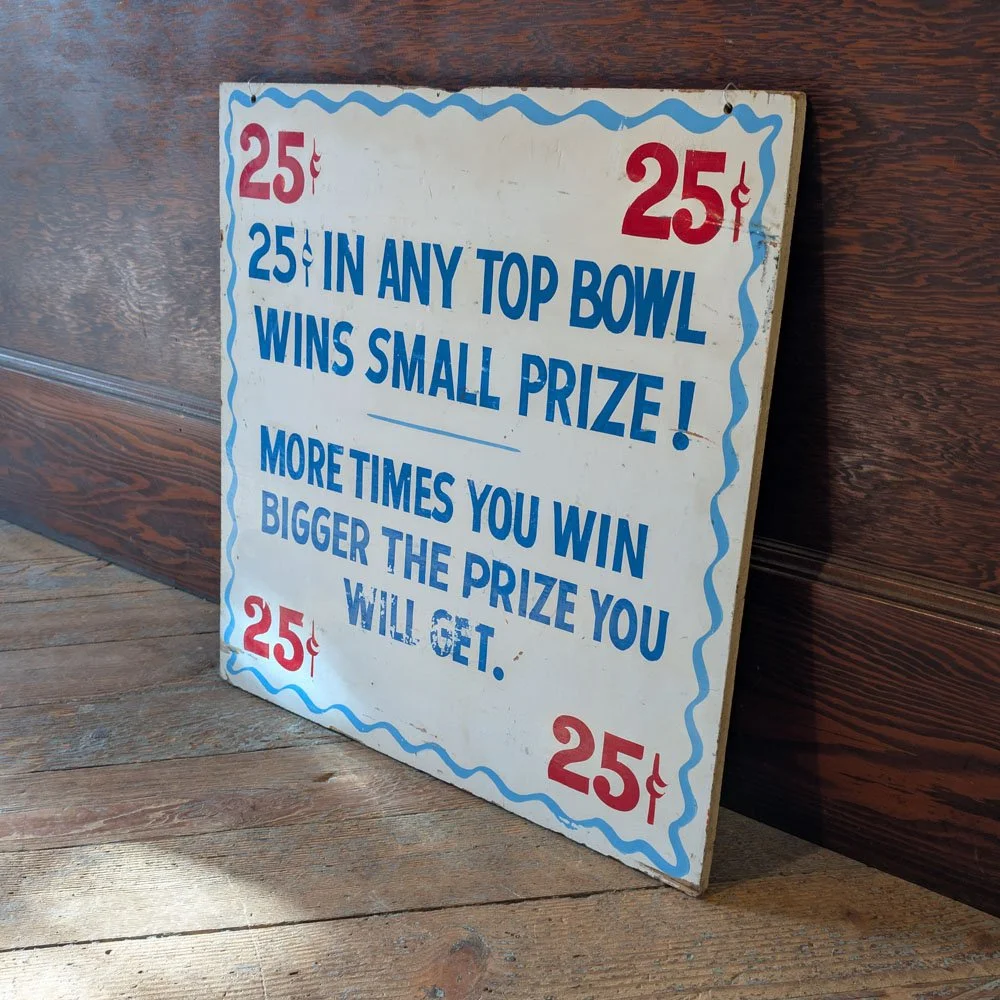 25¢ 25¢
25¢ IN ANY TOP BOWL
WINS SMALL PRIZE!
MORE TIMES YOU WIN
BIGGER THE PRIZE YOU
WILL GET.
25¢ 25¢